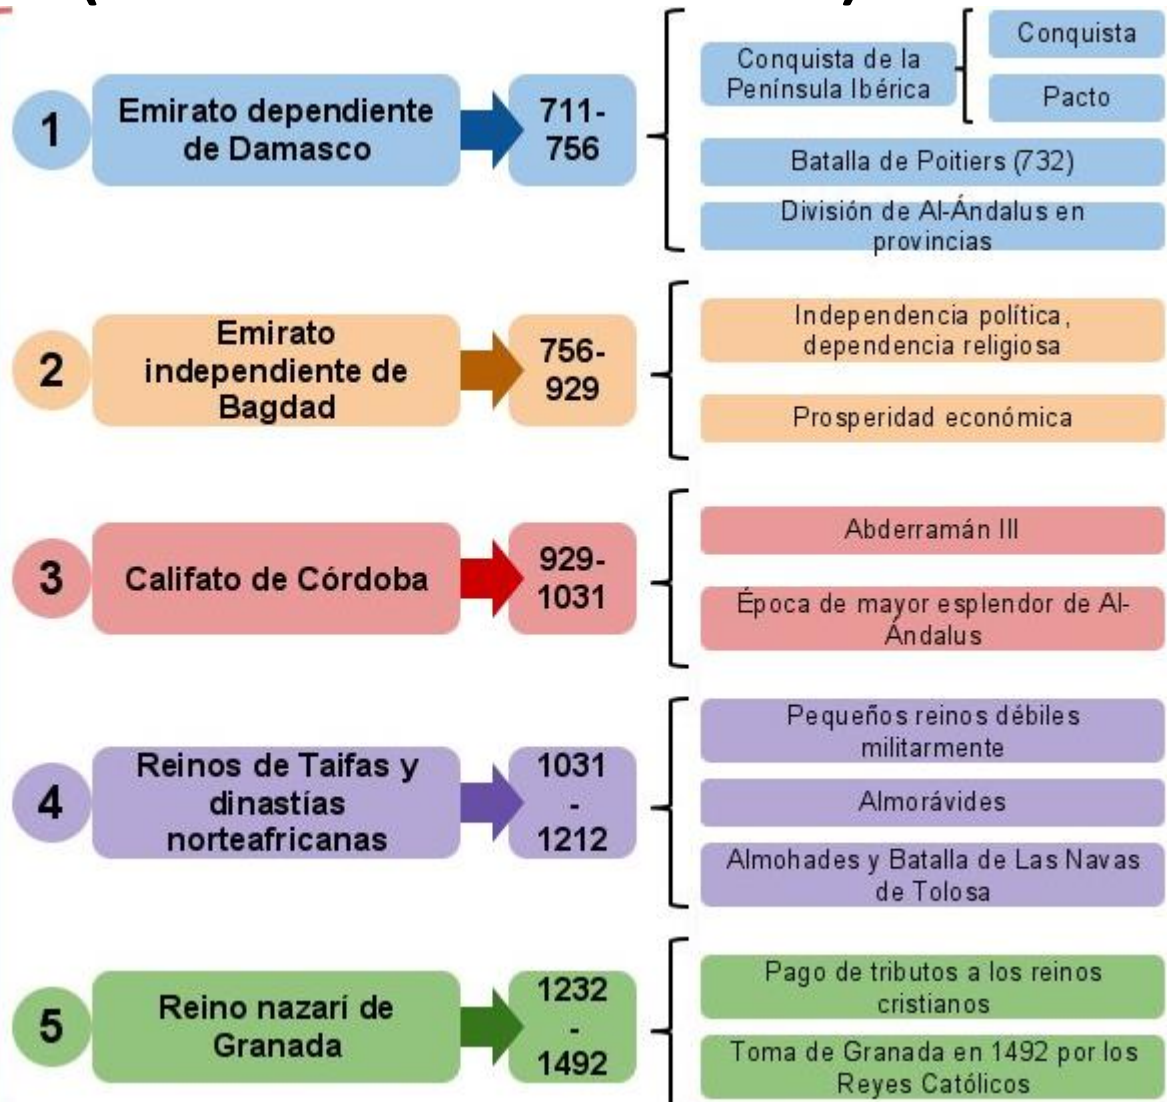 1
Emirato dependiente
de Damasco
711-
756
Conquista de la
Península Ibérica
Conquista
Pacto
Batalla de Poitiers (732)
División de Al-Ándalus en
provincias
2
Emirato
independiente de
Bagdad
756-
929
Independencia política,
dependencia religiosa
Prosperidad económica
3
Califato de Córdoba
929-
1031
Abderramán III
Época de mayor esplendor de Al-
Ándalus
4
Reinos de Taifas y
dinastías
norteafricanas
1031
-
1212
Pequeños reinos débiles
militarmente
Almorávides
Almohades y Batalla de Las Navas
de Tolosa
5
Reino nazarí de
Granada
1232
-
1492
Pago de tributos a los reinos
cristianos
Toma de Granada en 1492 por los
Reyes Católicos